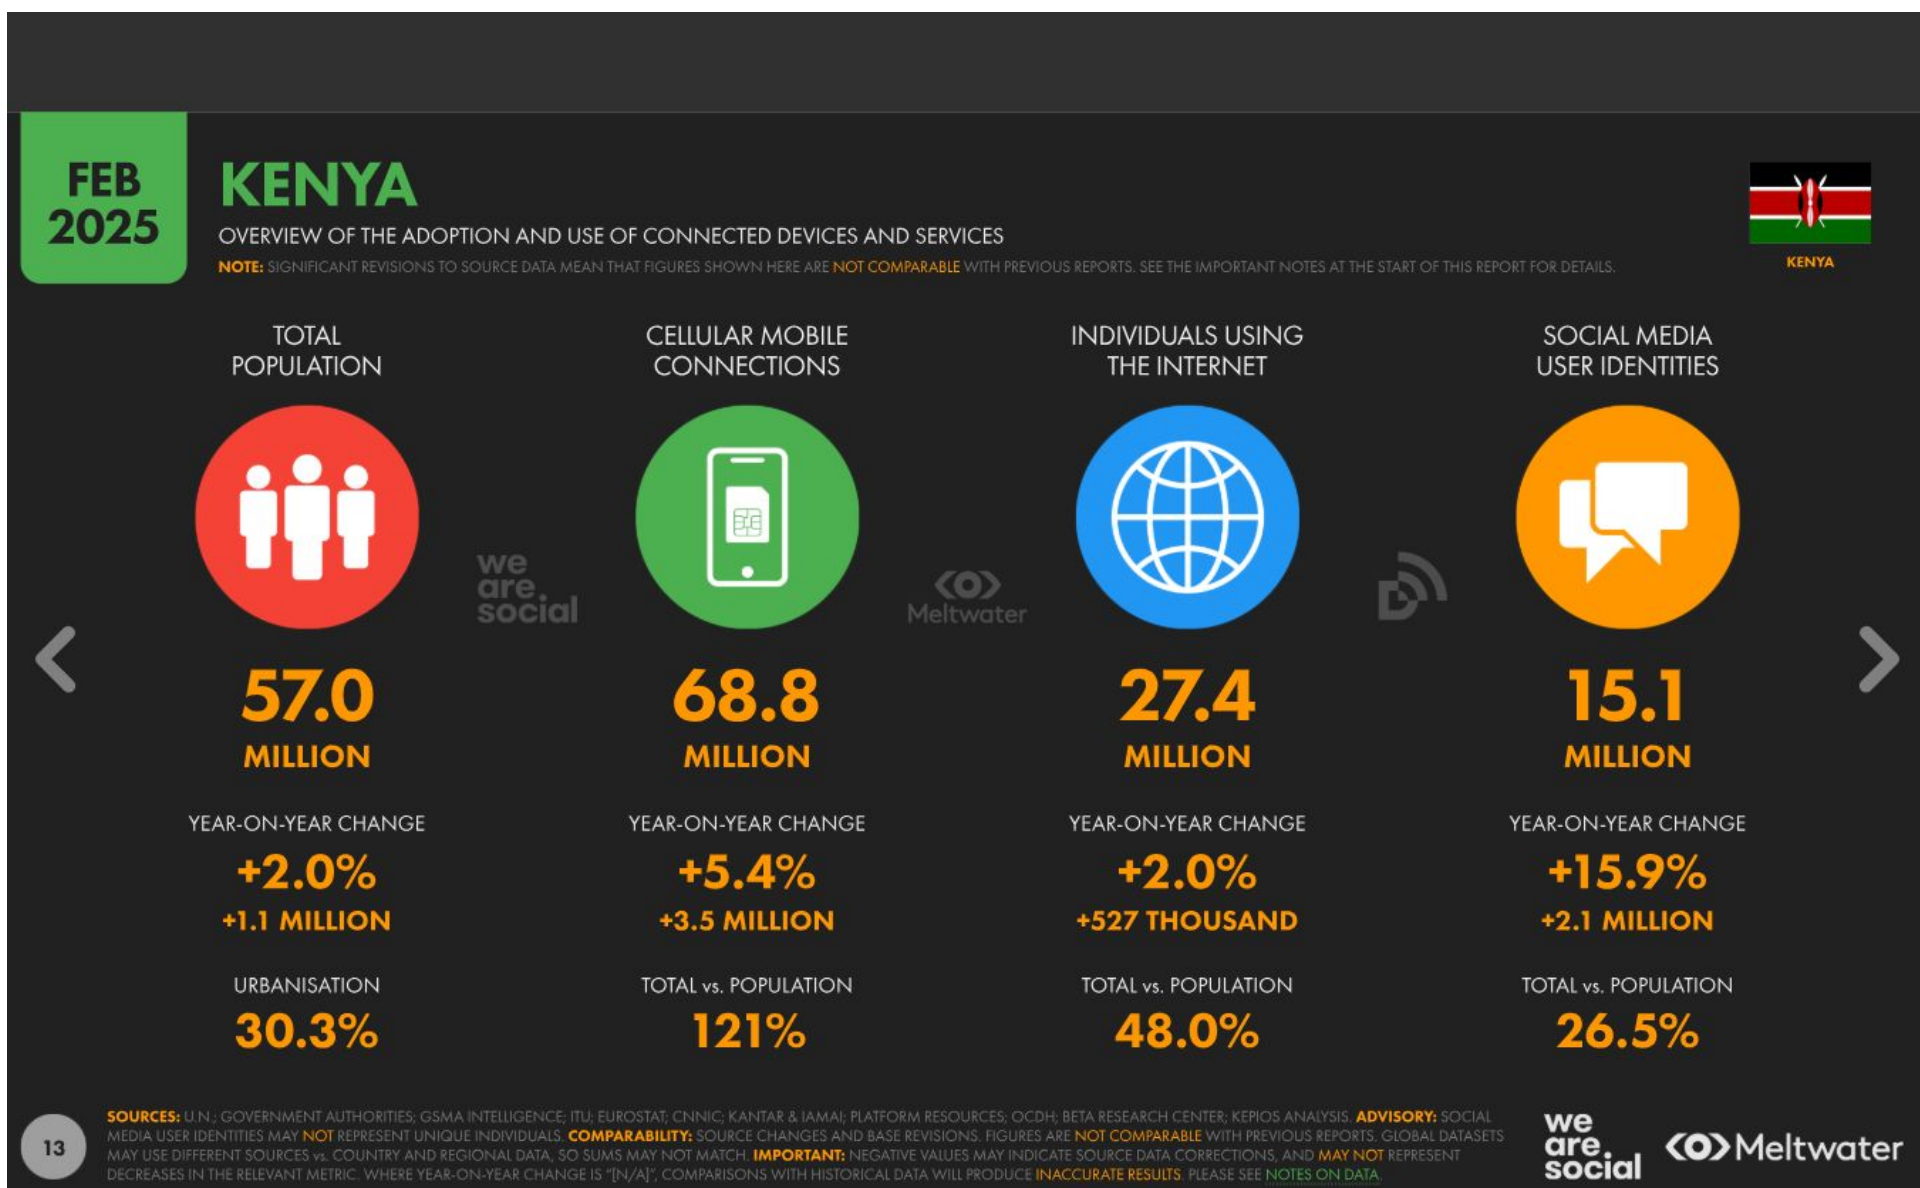 FEB
2025
KENYA
OVERVIEW OF THE ADOPTION AND USE OF CONNECTED DEVICES AND SERVICES
NOTE: SIGNIFICANT REVISIONS TO SOURCE DATA MEAN THAT FIGURES SHOWN HERE ARE NOT COMPARABLE WITH PREVIOUS REPORTS. SEE THE IMPORTANT NOTES AT THE START OF THIS REPORT FOR DETAILS.
KENYA
TOTAL
POPULATION
57.0
MILLION
YEAR-ON-YEAR CHANGE
+2.0%
+1.1 MILLION
URBANISATION
30.3%
we
are.
social
CELLULAR MOBILE
CONNECTIONS
68.8
MILLION
YEAR-ON-YEAR CHANGE
+5.4%
+3.5 MILLION
TOTAL vs. POPULATION
121%
Meltwater
INDIVIDUALS USING
THE INTERNET
27.4
MILLION
YEAR-ON-YEAR CHANGE
+2.0%
+527 THOUSAND
TOTAL vs. POPULATION
48.0%
SOCIAL MEDIA
USER IDENTITIES
15.1
MILLION
YEAR-ON-YEAR CHANGE
+15.9%
+2.1 MILLION
TOTAL vs. POPULATION
26.5%
13
SOURCES: U.N.; GOVERNMENT AUTHORITIES; GSMA INTELLIGENCE; ITU; EUROSTAT; CNNIC; KANTAR & IAMAI; PLATFORM RESOURCES; OCDH; BETA RESEARCH CENTER; KEPIOS ANALYSIS. ADVISORY: SOCIAL
MEDIA USER IDENTITIES MAY NOT REPRESENT UNIQUE INDIVIDUALS. COMPARABILITY: SOURCE CHANGES AND BASE REVISIONS. FIGURES ARE NOT COMPARABLE WITH PREVIOUS REPORTS. GLOBAL DATASETS
MAY USE DIFFERENT SOURCES vs. COUNTRY AND REGIONAL DATA, SO SUMS MAY NOT MATCH. IMPORTANT: NEGATIVE VALUES MAY INDICATE SOURCE DATA CORRECTIONS, AND MAY NOT REPRESENT
DECREASES IN THE RELEVANT METRIC. WHERE YEAR-ON-YEAR CHANGE IS "[N/A]", COMPARISONS WITH HISTORICAL DATA WILL PRODUCE INACCURATE RESULTS. PLEASE SEE NOTES ON DATA.
we
are.
social
Meltwater